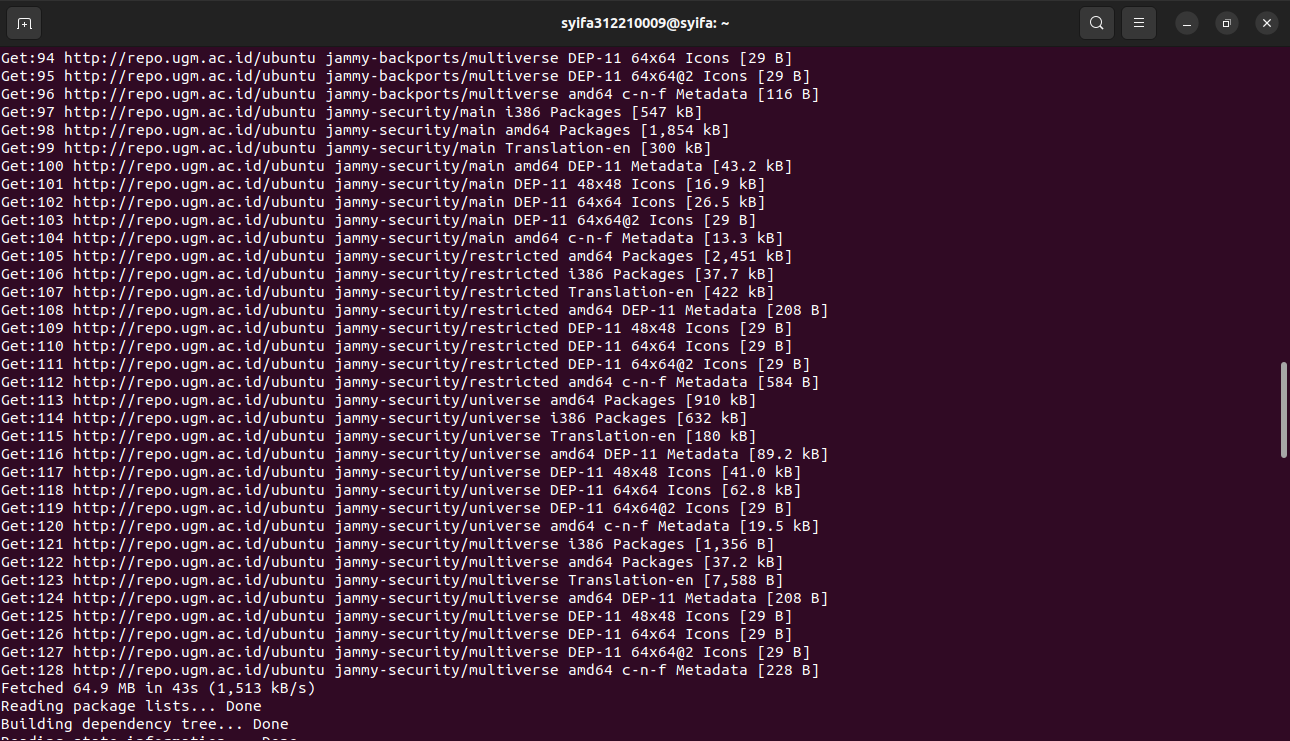 syifa312210009@syifa: ~
Get:94 http://repo.ugm.ac.id/ubuntu jammy-backports/multiverse DEP-11 64x64 Icons [29 B]
Get:95 http://repo.ugm.ac.id/ubuntu jammy-backports/multiverse DEP-11 64x64@2 Icons [29 B]
Get:96 http://repo.ugm.ac.id/ubuntu jammy-backports/multiverse amd64 c-n-f Metadata [116 B]
Get:97 http://repo.ugm.ac.id/ubuntu jammy-security/main i386 Packages [547 kB]
Get:98 http://repo.ugm.ac.id/ubuntu jammy-security/main amd64 Packages [1,854 kB]
Get:99 http://repo.ugm.ac.id/ubuntu jammy-security/main Translation-en [300 kB]
Get:100 http://repo.ugm.ac.id/ubuntu jammy-security/main amd64 DEP-11 Metadata [43.2 kB]
Get:101 http://repo.ugm.ac.id/ubuntu jammy-security/main DEP-11 48x48 Icons [16.9 kB]
Get:102 http://repo.ugm.ac.id/ubuntu jammy-security/main DEP-11 64x64 Icons [26.5 kB]
Get:103 http://repo.ugm.ac.id/ubuntu jammy-security/main DEP-11 64x64@2 Icons [29 B]
Get:104 http://repo.ugm.ac.id/ubuntu jammy-security/main amd64 c-n-f Metadata [13.3 kB]
Get:105 http://repo.ugm.ac.id/ubuntu jammy-security/restricted amd64 Packages [2,451 kB]
Get:106 http://repo.ugm.ac.id/ubuntu jammy-security/restricted i386 Packages [37.7 kB]
Get:107 http://repo.ugm.ac.id/ubuntu jammy-security/restricted Translation-en [422 kB]
Get:108 http://repo.ugm.ac.id/ubuntu jammy-security/restricted amd64 DEP-11 Metadata [208 B]
Get:109 http://repo.ugm.ac.id/ubuntu jammy-security/restricted DEP-11 48x48 Icons [29 B]
Get:110 http://repo.ugm.ac.id/ubuntu jammy-security/restricted DEP-11 64x64 Icons [29 B]
Get:111 http://repo.ugm.ac.id/ubuntu jammy-security/restricted DEP-11 64x64@2 Icons [29 B]
Get:112 http://repo.ugm.ac.id/ubuntu jammy-security/restricted amd64 c-n-f Metadata [584 B]
Get:113 http://repo.ugm.ac.id/ubuntu jammy-security/universe amd64 Packages [910 kB]
Get:114 http://repo.ugm.ac.id/ubuntu jammy-security/universe i386 Packages [632 kB]
Get:115 http://repo.ugm.ac.id/ubuntu jammy-security/universe Translation-en [180 kB]
Get:116 http://repo.ugm.ac.id/ubuntu jammy-security/universe amd64 DEP-11 Metadata [89.2 kB]
Get:117 http://repo.ugm.ac.id/ubuntu jammy-security/universe DEP-11 48x48 Icons [41.0 kB]
Get:118 http://repo.ugm.ac.id/ubuntu jammy-security/universe DEP-11 64x64 Icons [62.8 kB]
Get:119 http://repo.ugm.ac.id/ubuntu jammy-security/universe DEP-11 64x64@2 Icons [29 B]
Get:120 http://repo.ugm.ac.id/ubuntu jammy-security/universe amd64 c-n-f Metadata [19.5 kB]
Get:121 http://repo.ugm.ac.id/ubuntu jammy-security/multiverse i386 Packages [1,356 B]
Get:122 http://repo.ugm.ac.id/ubuntu jammy-security/multiverse amd64 Packages [37.2 kB]
Get:123 http://repo.ugm.ac.id/ubuntu jammy-security/multiverse Translation-en [7,588 B]
Get:124 http://repo.ugm.ac.id/ubuntu jammy-security/multiverse amd64 DEP-11 Metadata [208 B]
Get:125 http://repo.ugm.ac.id/ubuntu jammy-security/multiverse DEP-11 48x48 Icons [29 B]
Get:126 http://repo.ugm.ac.id/ubuntu jammy-security/multiverse DEP-11 64x64 Icons [29 B]
Get:127 http://repo.ugm.ac.id/ubuntu jammy-security/multiverse DEP-11 64x64@2 Icons [29 B]
Get:128 http://repo.ugm.ac.id/ubuntu jammy-security/multiverse amd64 c-n-f Metadata [228 B]
Fetched 64.9 MB in 43s (1,513 kB/s)
Reading package lists... Done
Building dependency tree... Done